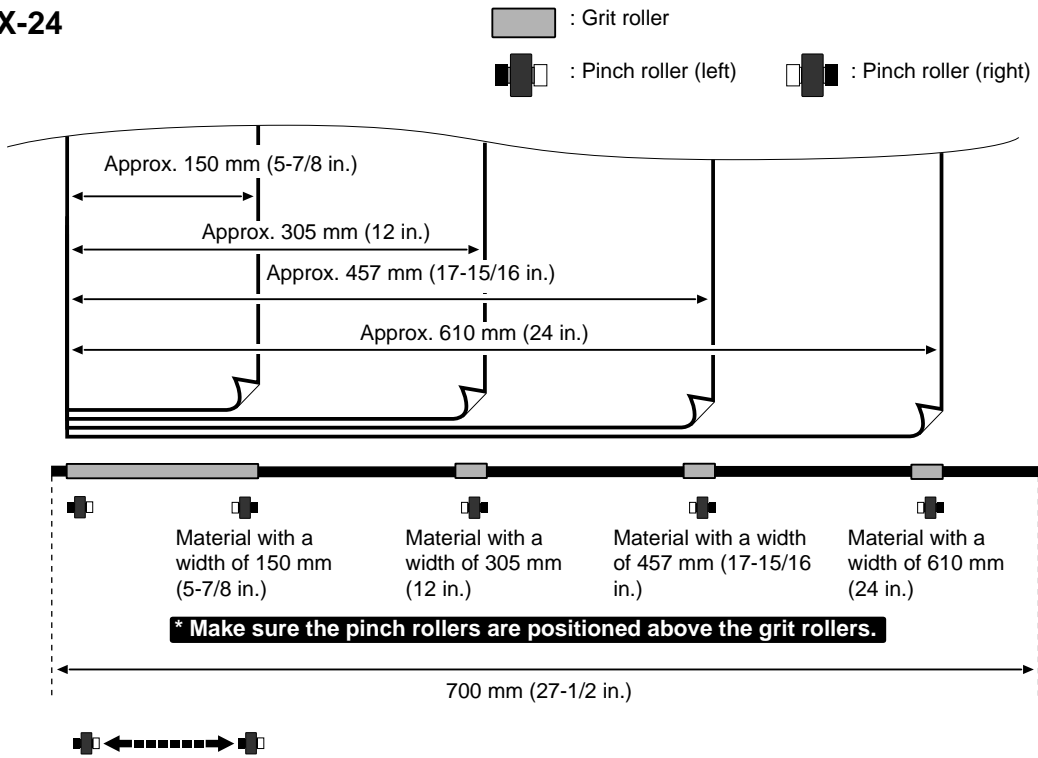 X-24
: Grit roller
: Pinch roller (left)
: Pinch roller (right)
Approx. 150 mm (5-7/8 in.)
Approx. 305 mm (12 in.)
Approx. 457 mm (17-15/16 in.)
Approx. 610 mm (24 in.)
Material with a
width of 150 mm
(5-7/8 in.)
Material with a
width of 305 mm
(12 in.)
Material with a width
of 457 mm (17-15/16
in.)
Material with a
width of 610 mm
(24 in.)
* Make sure the pinch rollers are positioned above the grit rollers.
700 mm (27-1/2 in.)